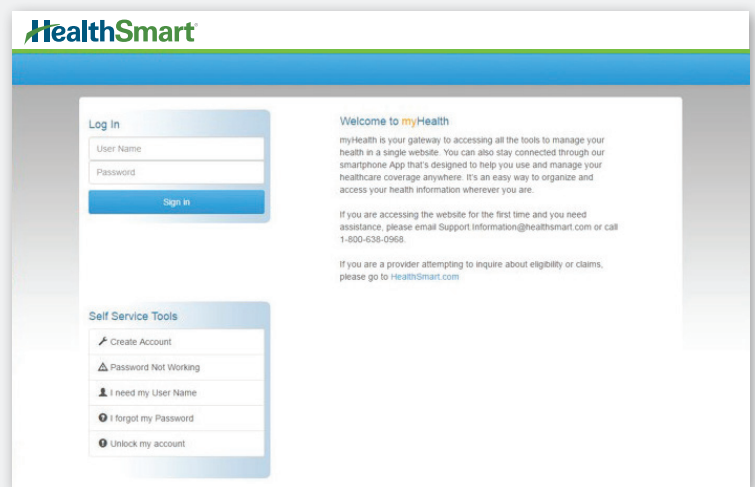 HealthSmart
Log In
User Name
Password
Sign in
Welcome to myHealth
myHealth is your gateway to accessing all the tools to manage your
health in a single website. You can also stay connected through our
smartphone App that's designed to help you use and manage your
healthcare coverage anywhere. It's an easy way to organize and
access your health information wherever you are.
If you are accessing the website for the first time and you need
assistance, please email Support.Information@healthsmart.com or call
1-800-638-0968.
If you are a provider attempting to inquire about eligibility or claims,
please go to HealthSmart.com
Self Service Tools
Create Account
Password Not Working
I need my User Name
I forgot my Password
Unlock my account